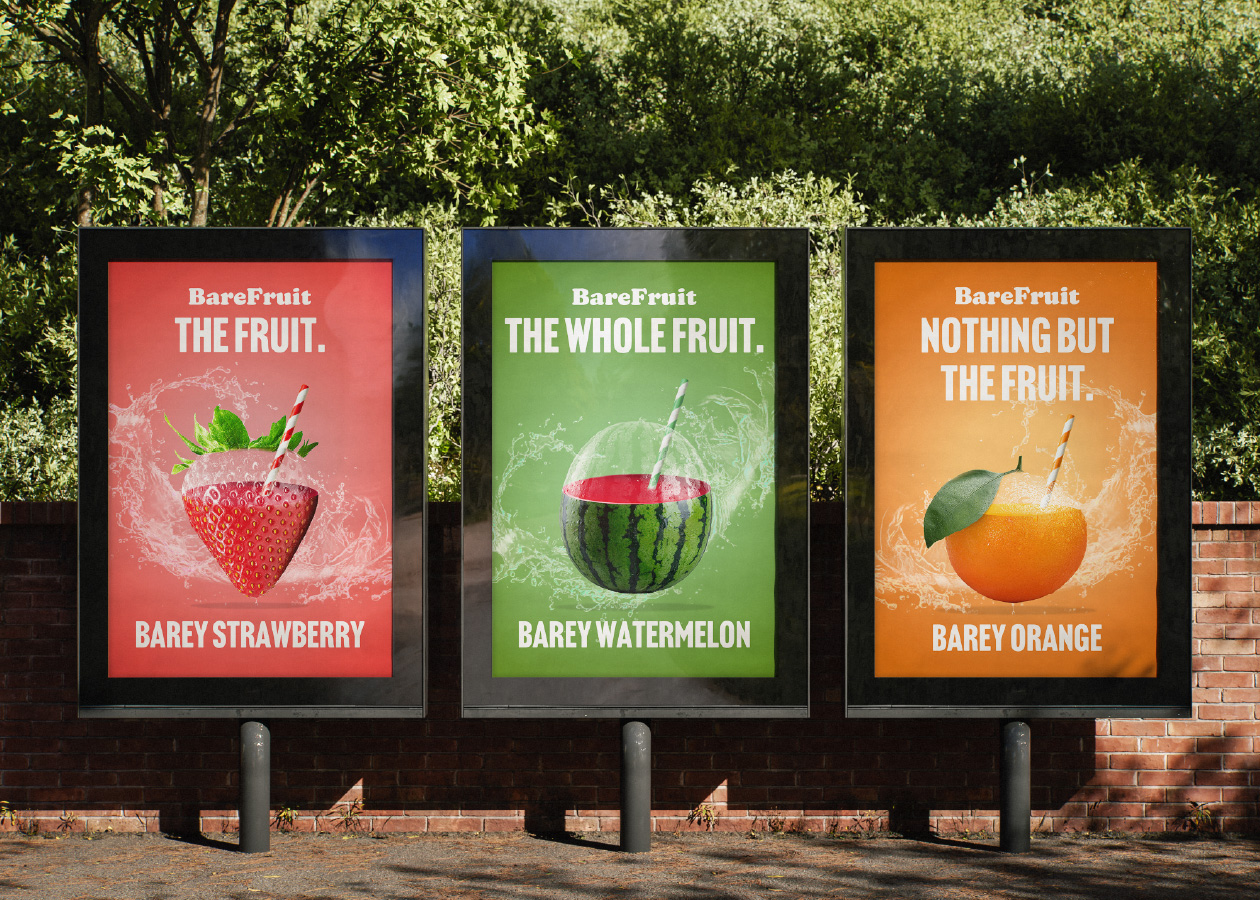 BareFruit
THE FRUIT.
BAREY STRAWBERRY
BareFruit
THE WHOLE FRUIT.
BAREY WATERMELON
BareFruit
NOTHING BUT
THE FRUIT.
BAREY ORANGE